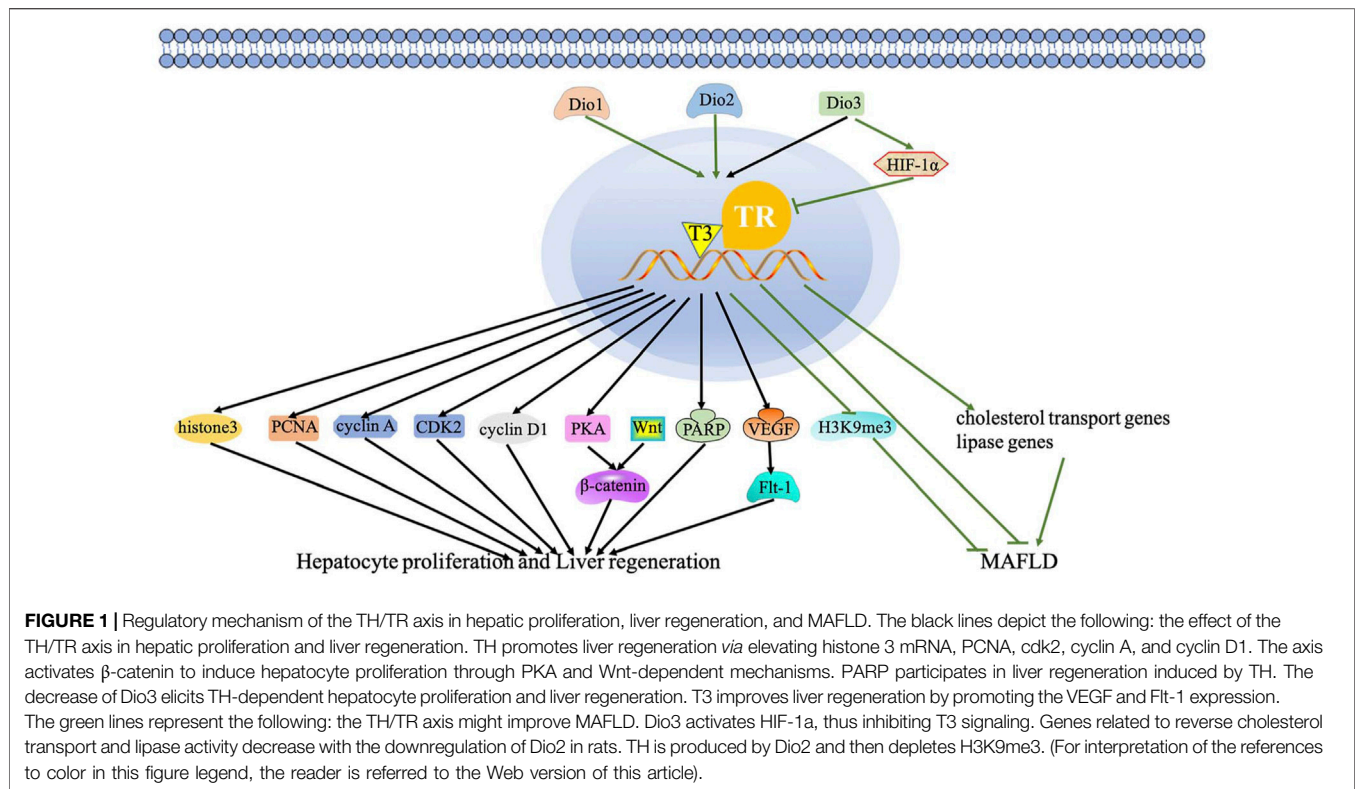 Dio1
Dio2
Dio3
HIF-1α
TR
T3
histone3
PCNA
cyclin A
CDK2
cyclin D1
PKA
Wnt
PARP
VEGF
H3K9me3
cholesterol transport genes
lipase genes
β-catenin
Flt-1
Hepatocyte proliferation and Liver regeneration
MAFLD
FIGURE 1 | Regulatory mechanism of the TH/TR axis in hepatic proliferation, liver regeneration, and MAFLD. The black lines depict the following: the effect of the
TH/TR axis in hepatic proliferation and liver regeneration. TH promotes liver regeneration via elevating histone 3 mRNA, PCNA, cdk2, cyclin A, and cyclin D1. The axis
activates β-catenin to induce hepatocyte proliferation through PKA and Wnt-dependent mechanisms. PARP participates in liver regeneration induced by TH. The
decrease of Dio3 elicits TH-dependent hepatocyte proliferation and liver regeneration. T3 improves liver regeneration by promoting the VEGF and Flt-1 expression.
The green lines represent the following: the TH/TR axis might improve MAFLD. Dio3 activates HIF-1a, thus inhibiting T3 signaling. Genes related to reverse cholesterol
transport and lipase activity decrease with the downregulation of Dio2 in rats. TH is produced by Dio2 and then depletes H3K9me3. (For interpretation of the references
to color in this figure legend, the reader is referred to the Web version of this article).